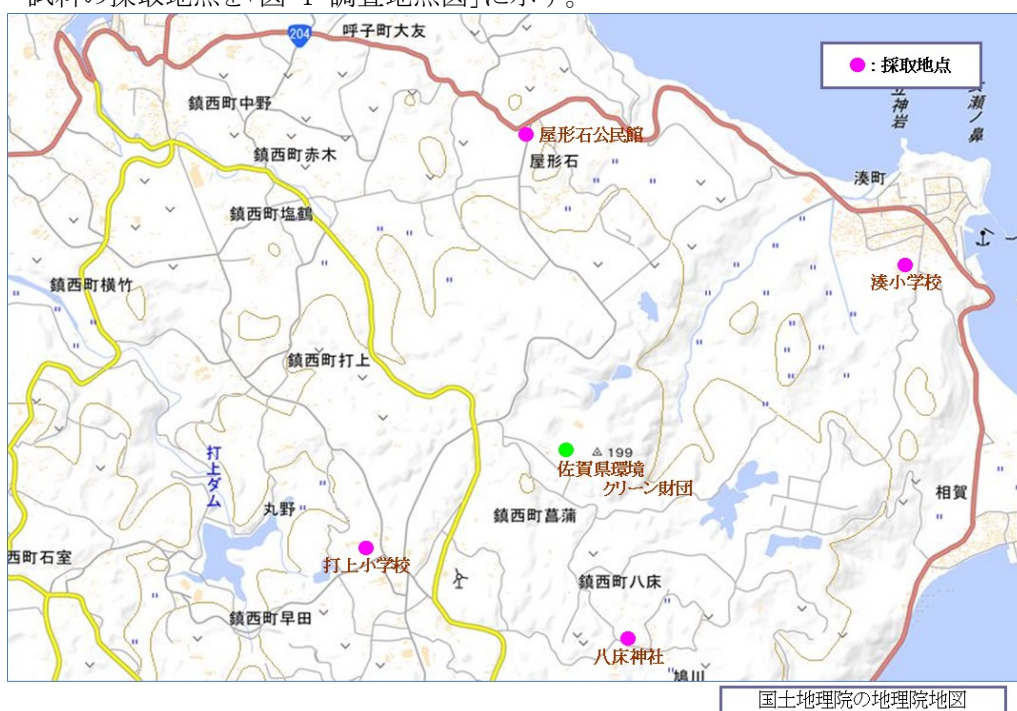 試料の採取地点を「図-1 調査地点図」に示す。
呼子町大友
204
●：採取地点
鎮西町中野
立神岩
瀬ノ鼻
屋形石公民館
鎮西町赤木
屋形石
湊町
鎮西町塩鶴
湊小学校
鎮西町横竹
鎮西町打上
打上ダム
199
佐賀県環境
クリーン財団
丸野
鎮西町菖蒲
相賀
西町石室
打上小学校
鎮西町八床
鎮西町早田
八床神社
鳩川
国土地理院の地理院地図